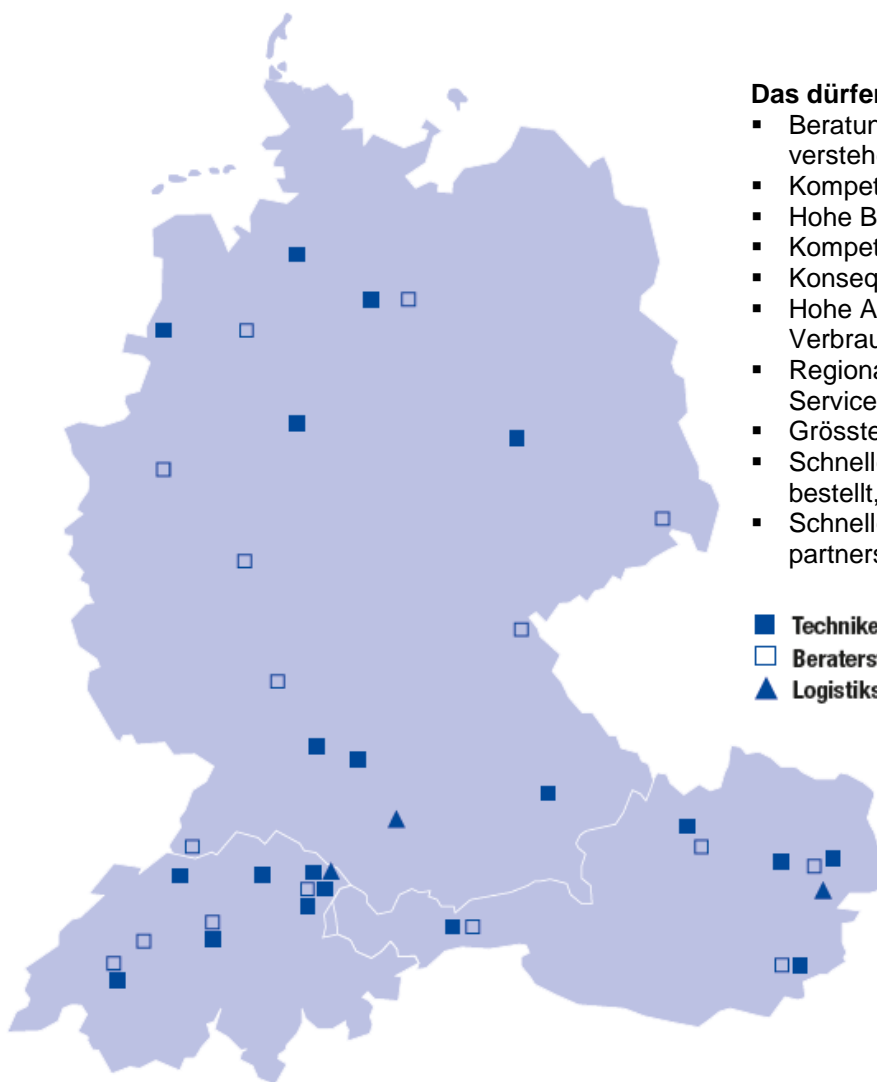 Das dürfen
▪ Beratun
versteh
▪ Kompet
▪ Hohe B
▪ Kompet
▪ Konseq
▪ Hohe A
Verbrau
▪ Regiona
Service
▪ Grösste
▪ Schnell
bestellt,
▪ Schnell
partners
Technike
Beraters
Logistiks